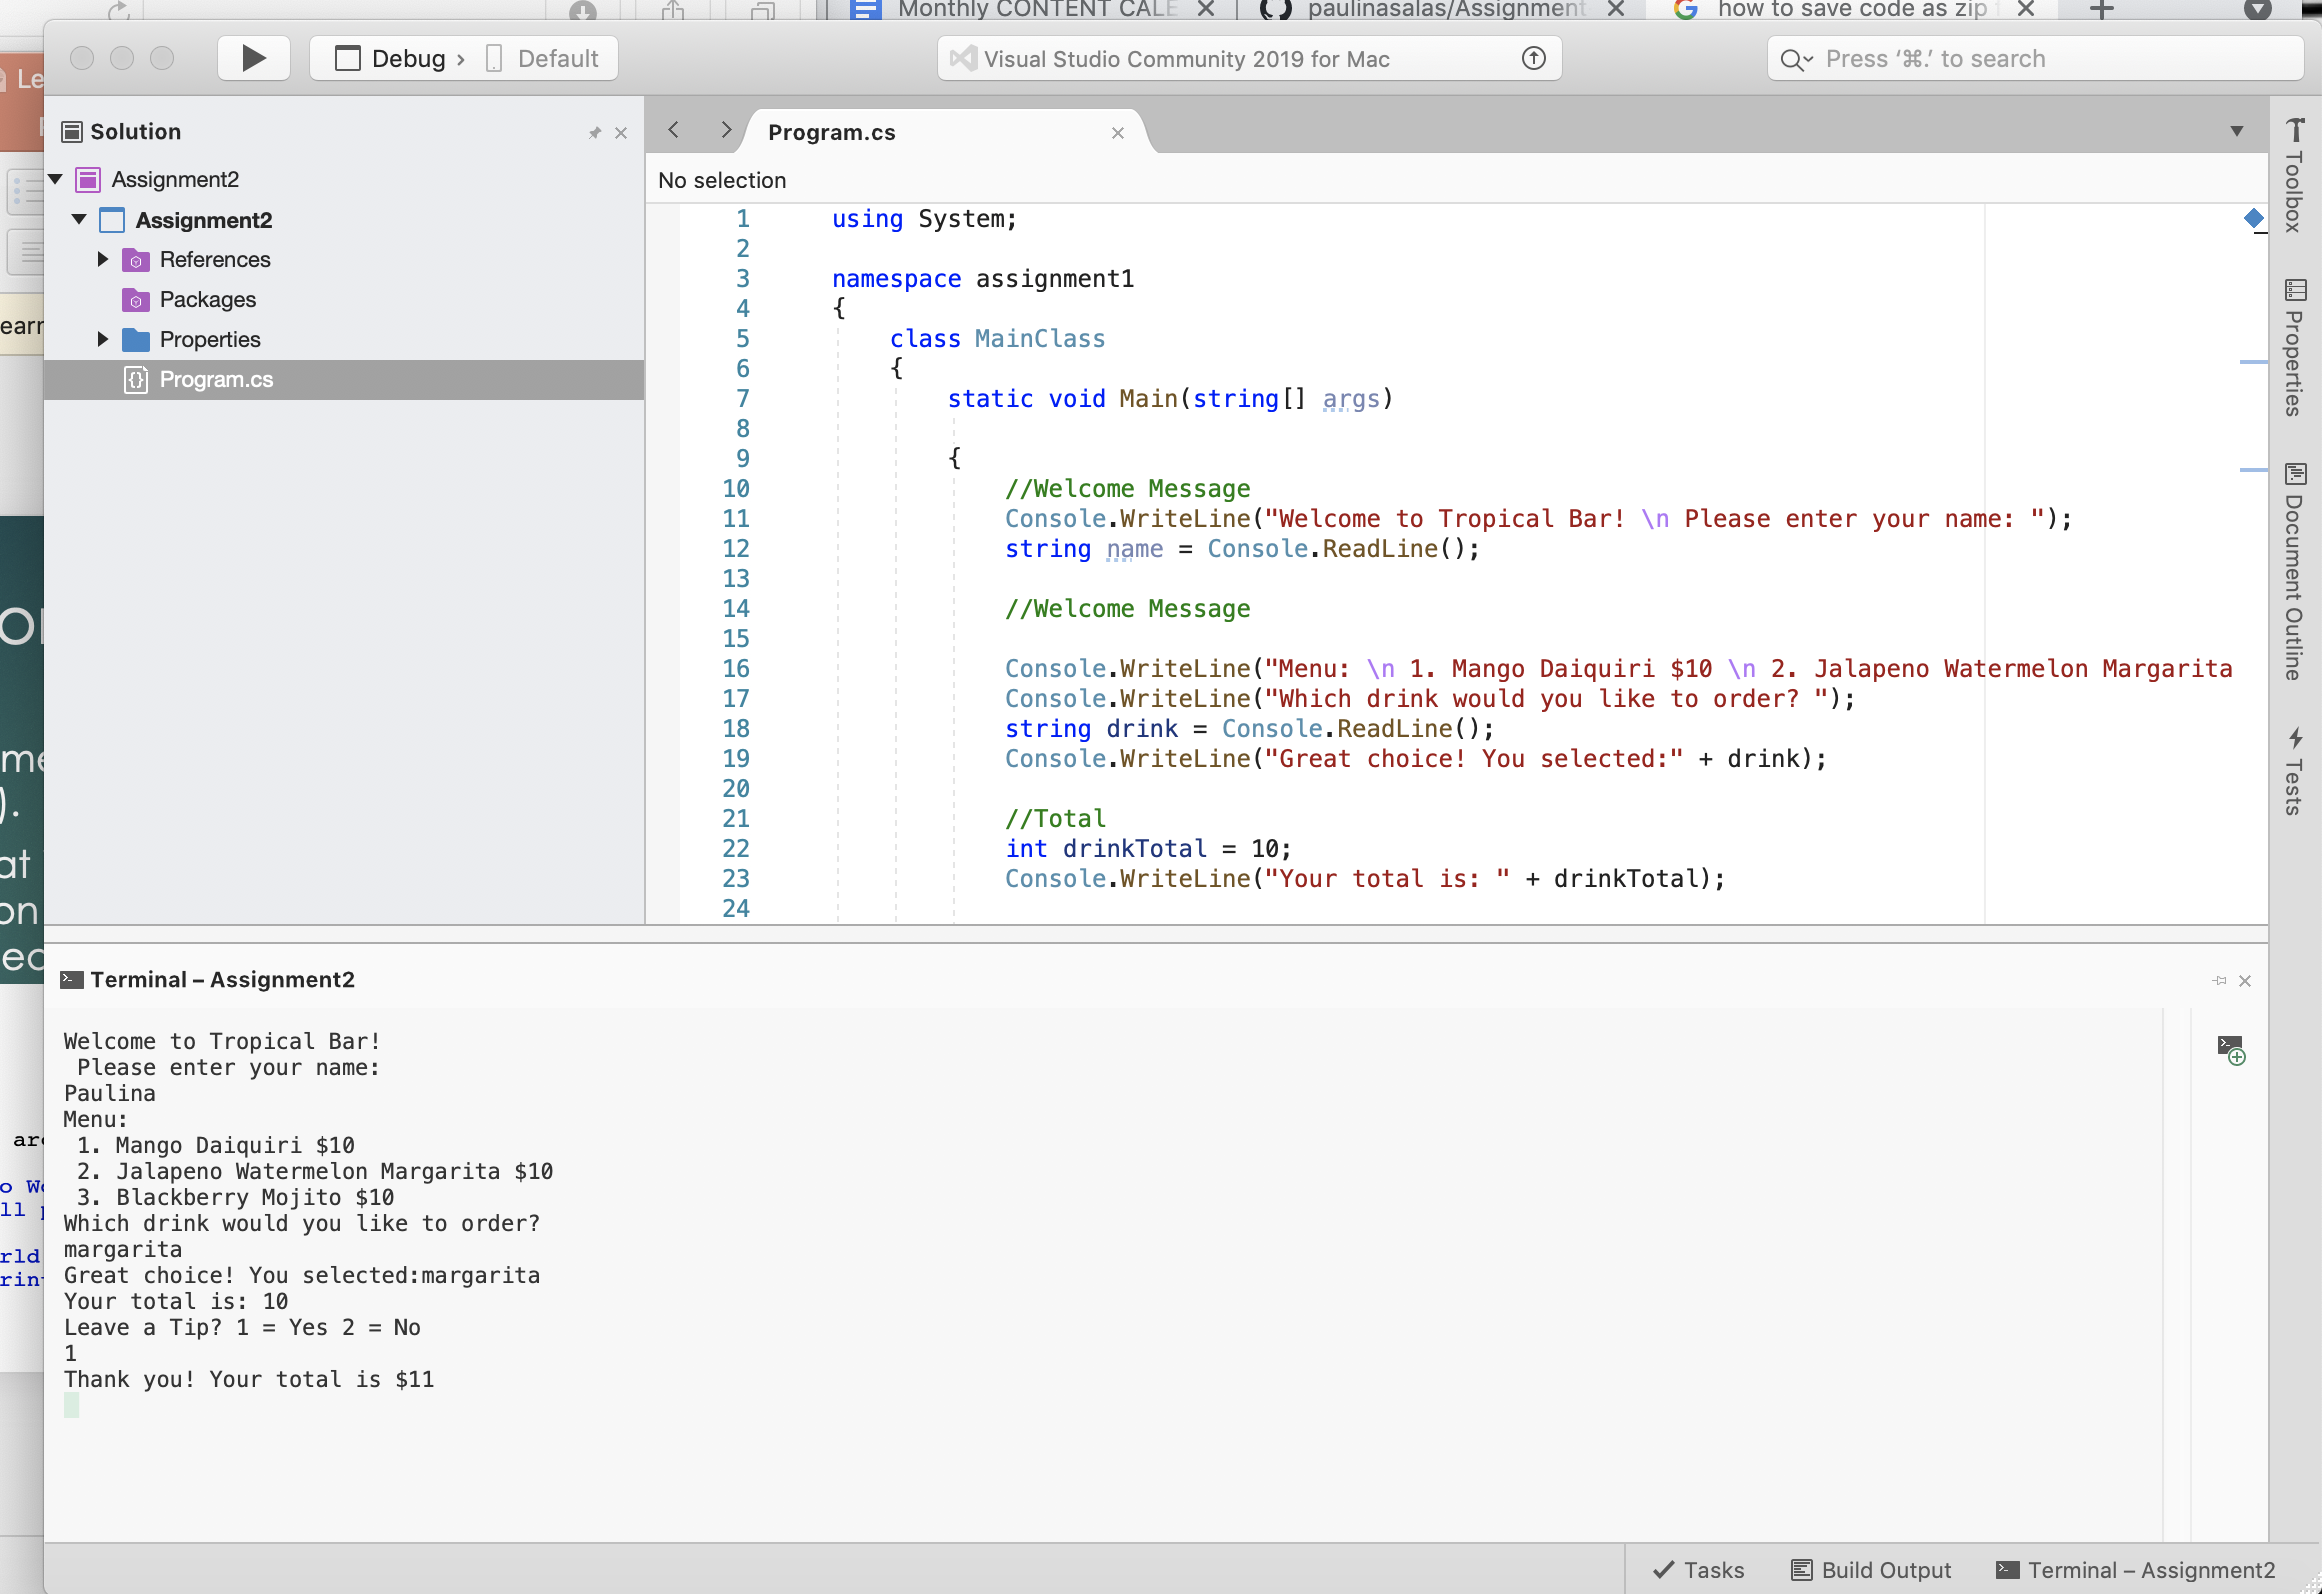 Monthly CONTENT CALE
paulinasalas/Assignment
how to save code as zip
Debug
Default
Visual Studio Community 2019 for Mac
Press ‘⌘.’ to search
Solution
Assignment2
Assignment2
References
Packages
Properties
Program.cs
Program.cs
No selection
1 using System;
2
3 namespace assignment1
4 {
5 class MainClass
6 {
7 static void Main(string[] args)
8
9 {
10 //Welcome Message
11 Console.WriteLine("Welcome to Tropical Bar! \n Please enter your name: ");
12 string name = Console.ReadLine();
13
14 //Welcome Message
15
16 Console.WriteLine("Menu: \n 1. Mango Daiquiri $10 \n 2. Jalapeno Watermelon Margarita
17 Console.WriteLine("Which drink would you like to order? ");
18 string drink = Console.ReadLine();
19 Console.WriteLine("Great choice! You selected:" + drink);
20
21 //Total
22 int drinkTotal = 10;
23 Console.WriteLine("Your total is: " + drinkTotal);
24
Toolbox
Properties
Document Outline
Tests
Terminal – Assignment2
Welcome to Tropical Bar!
Please enter your name:
Paulina
Menu:
1. Mango Daiquiri $10
2. Jalapeno Watermelon Margarita $10
3. Blackberry Mojito $10
Which drink would you like to order?
margarita
Great choice! You selected:margarita
Your total is: 10
Leave a Tip? 1 = Yes 2 = No
1
Thank you! Your total is $11
Tasks
Build Output
Terminal – Assignment2